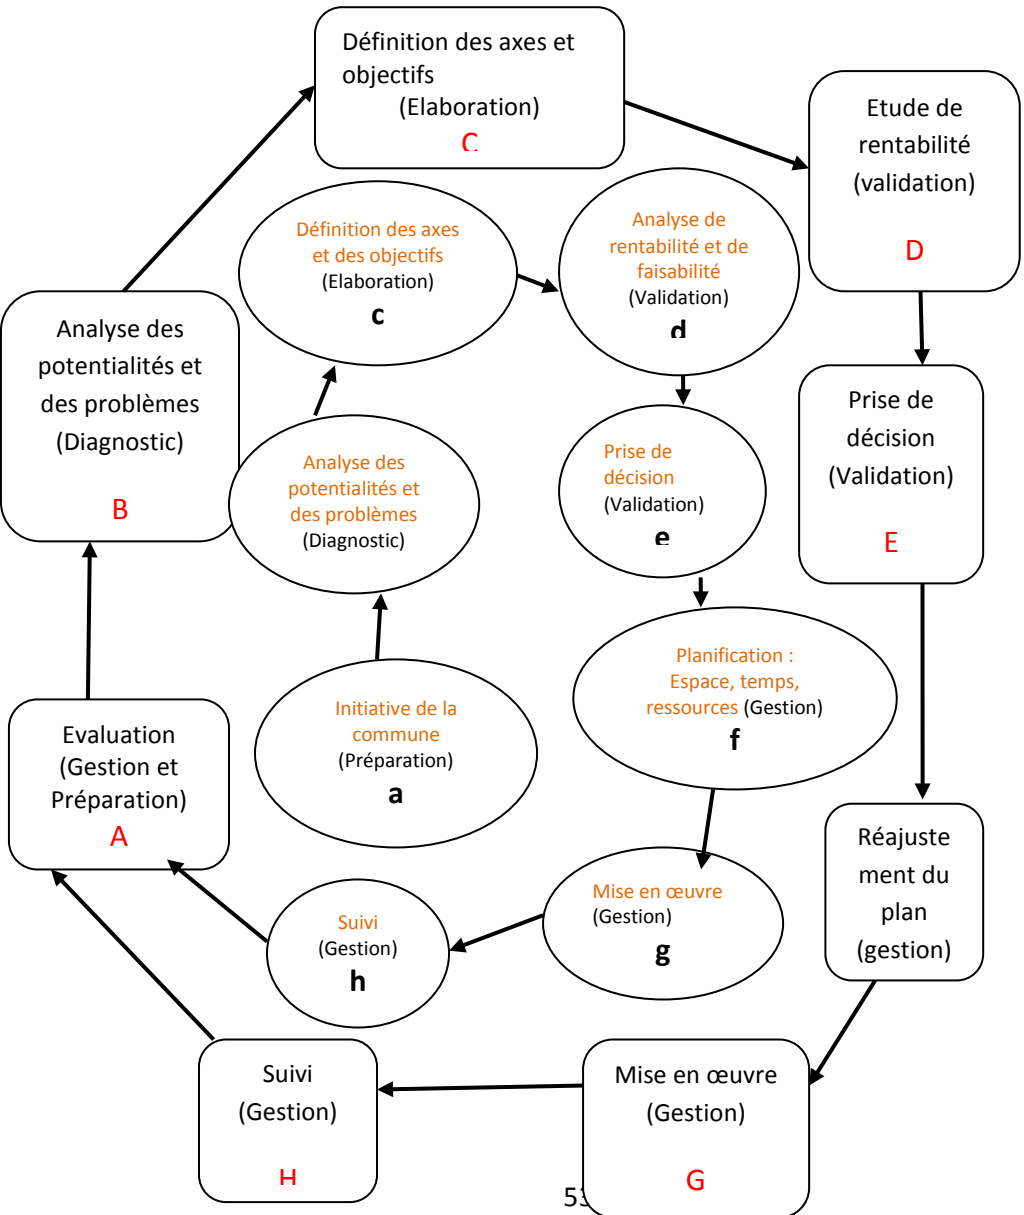 Définition des axes et
objectifs
(Elaboration)
C
Etude de
rentabilité
(validation)
D
Définition des axes
et des objectifs
(Elaboration)
c
Analyse de
rentabilité et de
faisabilité
(Validation)
d
Analyse des
potentialités et
des problèmes
(Diagnostic)
B
Prise de
décision
(Validation)
E
Analyse des
potentialités et
des problèmes
(Diagnostic)
Prise de
décision
(Validation)
e
Planification :
Espace, temps,
ressources (Gestion)
f
Initiative de la
commune
(Préparation)
a
Evaluation
(Gestion et
Préparation)
A
Réajuste
ment du
plan
(gestion)
Mise en œuvre
(Gestion)
g
Suivi
(Gestion)
h
Suivi
(Gestion)
H
Mise en œuvre
(Gestion)
G
53